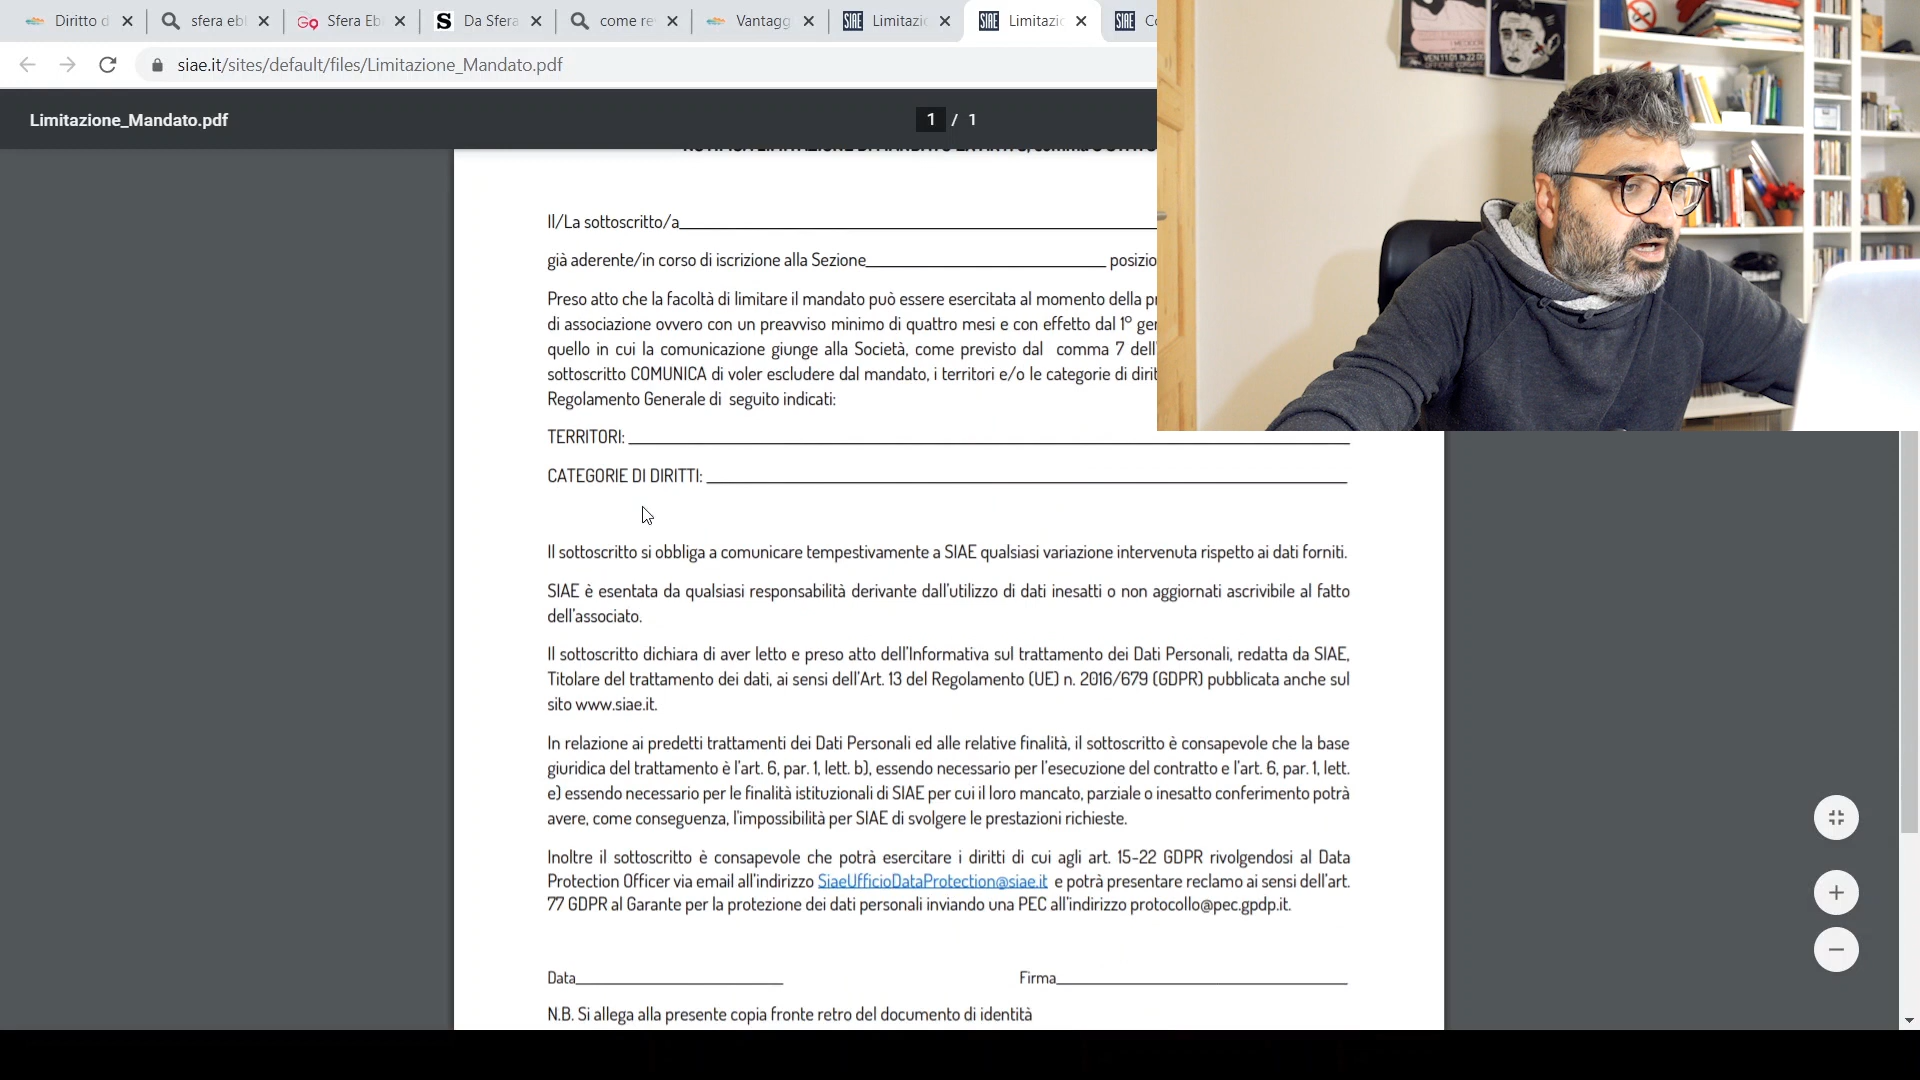 Diritto d
sfera eb
Sfera Eb
Da Sfera
come re
Vantagg
SIAE Limitazio
SIAE Limitazio
SIAE
siae.it/sites/default/files/Limitazione_Mandato.pdf
Limitazione_Mandato.pdf
1 / 1
Il/La sottoscritto/a
già aderente/in corso di iscrizione alla Sezione posizio
Preso atto che la facoltà di limitare il mandato può essere esercitata al momento della
di associazione ovvero con un preavviso minimo di quattro mesi e con effetto dal 1°
quello in cui la comunicazione giunge alla Società, come previsto dal comma 7 dell'
sottoscritto COMUNICA di voler escludere dal mandato, i territori e/o le categorie di
Regolamento Generale di seguito indicati:
TERRITORI:
CATEGORIE DI DIRITTI:
Il sottoscritto si obbliga a comunicare tempestivamente a SIAE qualsiasi variazione intervenuta rispetto ai dati forniti.
SIAE è esentata da qualsiasi responsabilità derivante dall'utilizzo di dati inesatti o non aggiornati ascrivibile al fatto
dell'associato.
Il sottoscritto dichiara di aver letto e preso atto dell'Informativa sul trattamento dei Dati Personali, redatta da SIAE,
Titolare del trattamento dei dati, ai sensi dell'Art. 13 del Regolamento (UE) n. 2016/679 (GDPR) pubblicata anche sul
sito www.siae.it.
In relazione ai predetti trattamenti dei Dati Personali ed alle relative finalità, il sottoscritto è consapevole che la base
giuridica del trattamento è l'art. 6, par. 1, lett. b), essendo necessario per l'esecuzione del contratto e l'art. 6, par. 1, lett.
e) essendo necessario per le finalità istituzionali di SIAE per cui il loro mancato, parziale o inesatto conferimento potrà
avere, come conseguenza, l'impossibilità per SIAE di svolgere le prestazioni richieste.
Inoltre il sottoscritto è consapevole che potrà esercitare i diritti di cui agli art. 15-22 GDPR rivolgendosi al Data
Protection Officer via email all'indirizzo SiaeUfficioDataProtection@siae.it e potrà presentare reclamo ai sensi dell'art.
77 GDPR al Garante per la protezione dei dati personali inviando una PEC all'indirizzo protocollo@pec.gpdp.it.
Data Firma
N.B. Si allega alla presente copia fronte retro del documento di identità